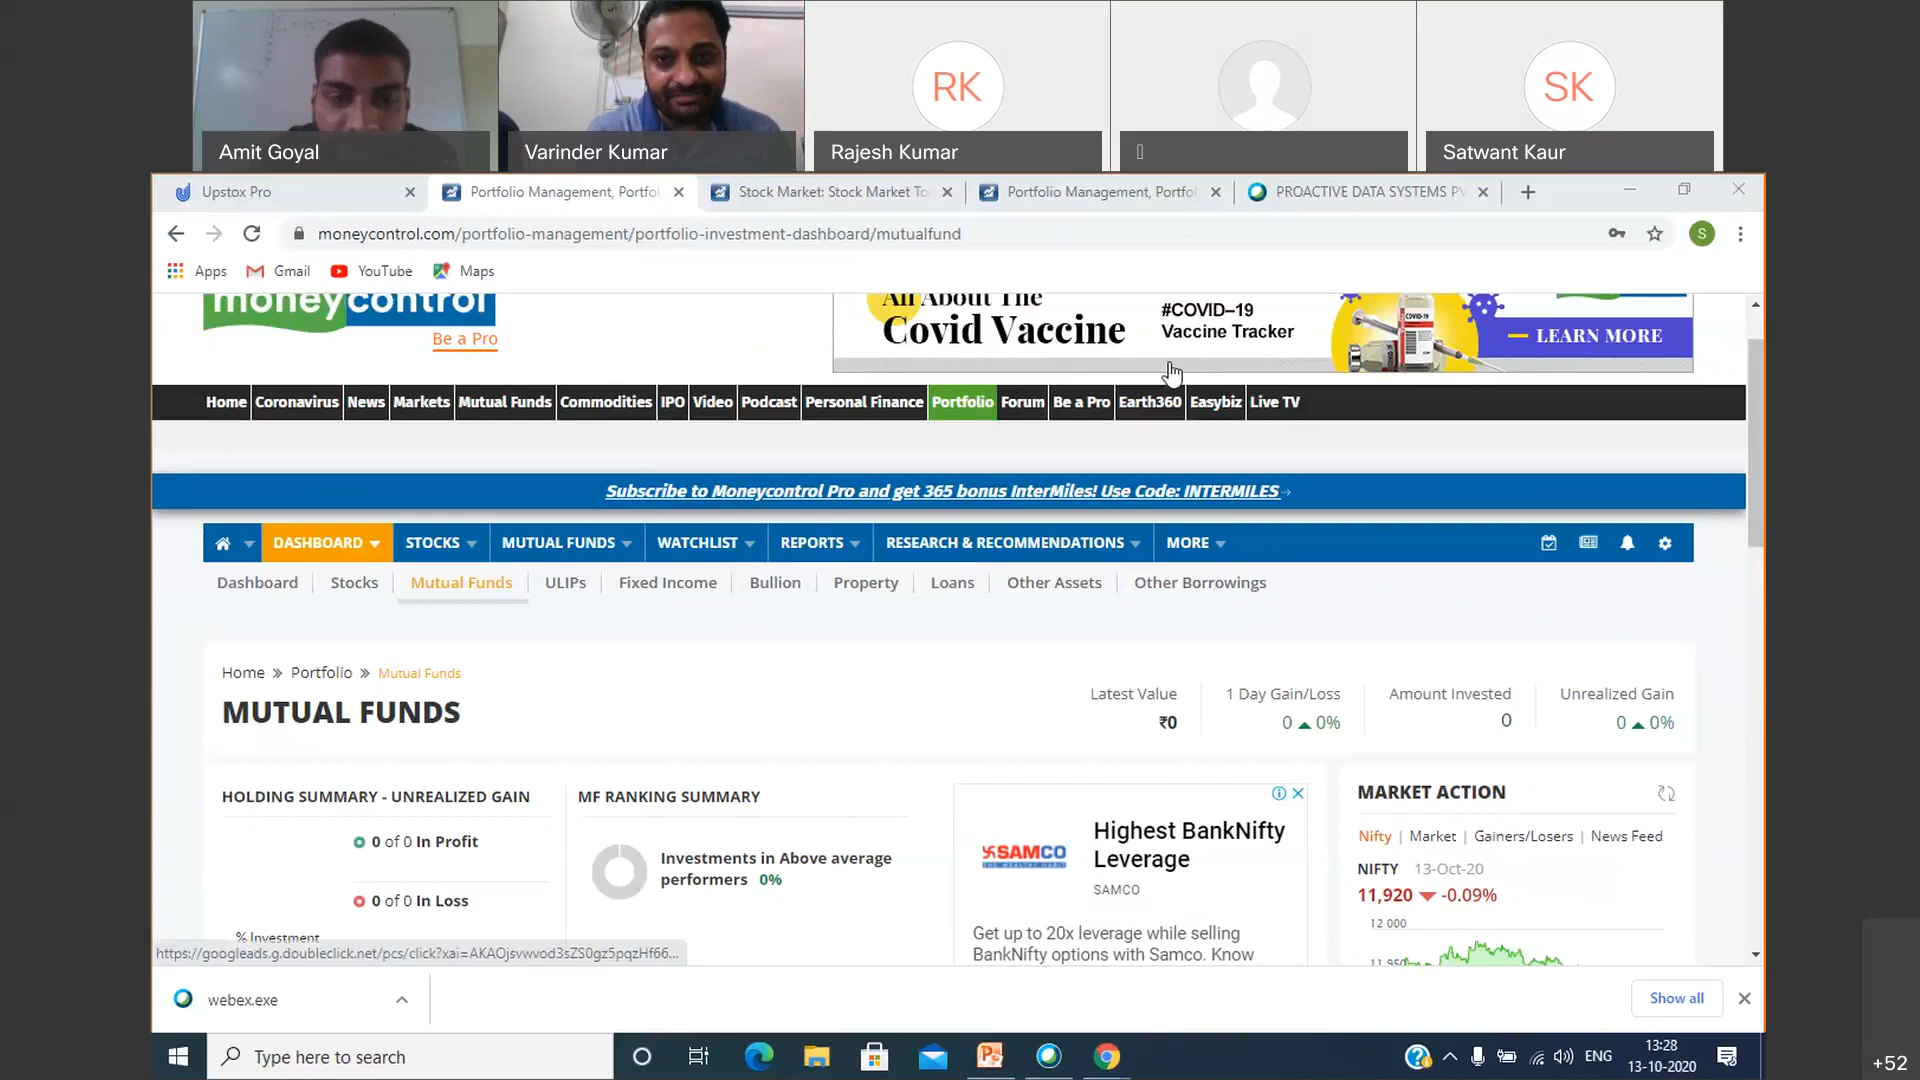 Amit Goyal
Varinder Kumar
RK
Rajesh Kumar
SK
Satwant Kaur
Upstox Pro
Portfolio Management, Portfol
Stock Market: Stock Market To
Portfolio Management, Portfol
PROACTIVE DATA SYSTEMS PV
moneycontrol.com/portfolio-management/portfolio-investment-dashboard/mutualfund
S
Apps
Gmail
YouTube
Maps
moneycontrol
Be a Pro
All About The
Covid Vaccine
#COVID–19
Vaccine Tracker
COVID-19
LEARN MORE
Home Coronavirus News Markets Mutual Funds Commodities IPO Video Podcast Personal Finance Portfolio Forum Be a Pro Earth360 Easybiz Live TV
Subscribe to Moneycontrol Pro and get 365 bonus InterMiles! Use Code: INTERMILES
DASHBOARD STOCKS MUTUAL FUNDS WATCHLIST REPORTS RESEARCH & RECOMMENDATIONS MORE
Dashboard Stocks Mutual Funds ULIPs Fixed Income Bullion Property Loans Other Assets Other Borrowings
Home » Portfolio » Mutual Funds
MUTUAL FUNDS
Latest Value
₹0
1 Day Gain/Loss
0 ▲ 0%
Amount Invested
0
Unrealized Gain
0 ▲ 0%
HOLDING SUMMARY - UNREALIZED GAIN
0 of 0 In Profit
0 of 0 In Loss
% Investment
MF RANKING SUMMARY
Investments in Above average
performers 0%
SAMCO
Highest BankNifty
Leverage
SAMCO
Get up to 20x leverage while selling
BankNifty options with Samco. Know
MARKET ACTION
Nifty | Market | Gainers/Losers | News Feed
NIFTY 13-Oct-20
11,920 ▼ -0.09%
12 000
11 950
https://googleads.g.doubleclick.net/pcs/click?xai=AKAOjsvwvod3sZS0gz5pqzHf66...
webex.exe
Show all
Type here to search
ENG
13:28
13-10-2020
+52